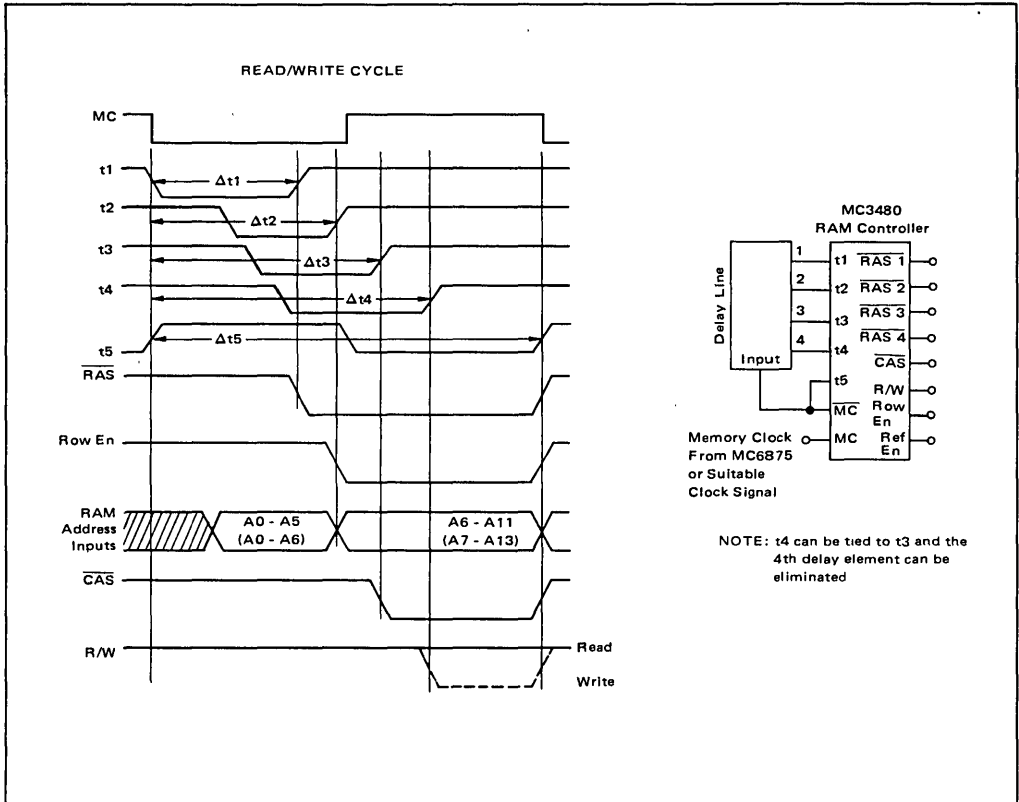 READ/WRITE CYCLE
MC
t1
Δt1
t2
Δt2
t3
Δt3
t4
Δt4
t5
Δt5
RAS
Row En
RAM
Address
Inputs
A0 - A5
(A0 - A6)
A6 - A11
(A7 - A13)
CAS
R/W
Read
Write
MC3480
RAM Controller
Delay Line
Input
1
2
3
4
t1 RAS 1
t2 RAS 2
t3 RAS 3
t4 RAS 4
CAS
t5
R/W
MC Row
En
MC Ref
En
Memory Clock
From MC6875
or Suitable
Clock Signal
NOTE: t4 can be tied to t3 and the
4th delay element can be
eliminated